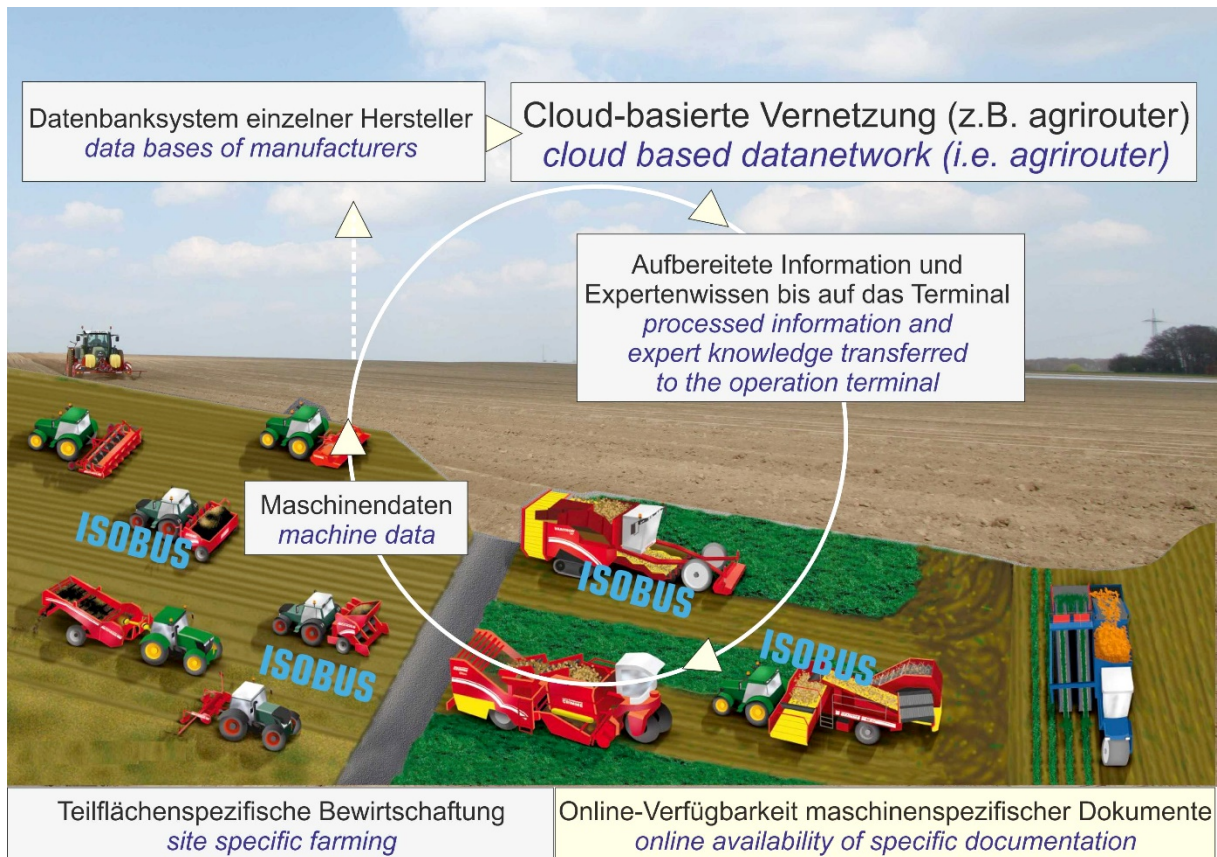 Datenbanksystem einzelner Hersteller
data bases of manufacturers
Cloud-basierte Vernetzung (z.B. agrirouter)
cloud based datanetwork (i.e. agrirouter)
Aufbereitete Information und
Expertenwissen bis auf das Terminal
processed information and
expert knowledge transferred
to the operation terminal
Maschinendaten
machine data
ISOBUS
ISOBUS
ISOBUS
ISOBUS
Teilflächenspezifische Bewirtschaftung
site specific farming
Online-Verfügbarkeit maschinenspezifischer Dokumente
online availability of specific documentation